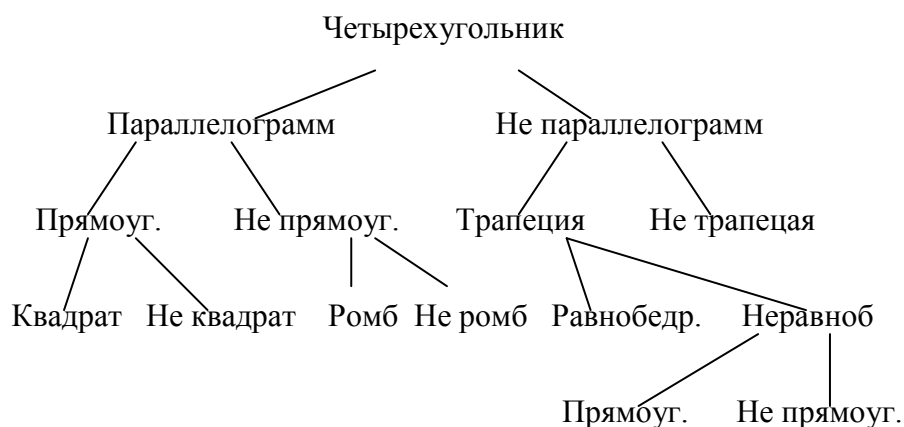 Четырехугольник
Параллелограмм Не параллелограмм
Прямоуг. Не прямоуг. Трапеция Не трапецая
Квадрат Не квадрат Ромб Не ромб Равнобедр. Неравноб
Прямоуг. Не прямоуг.